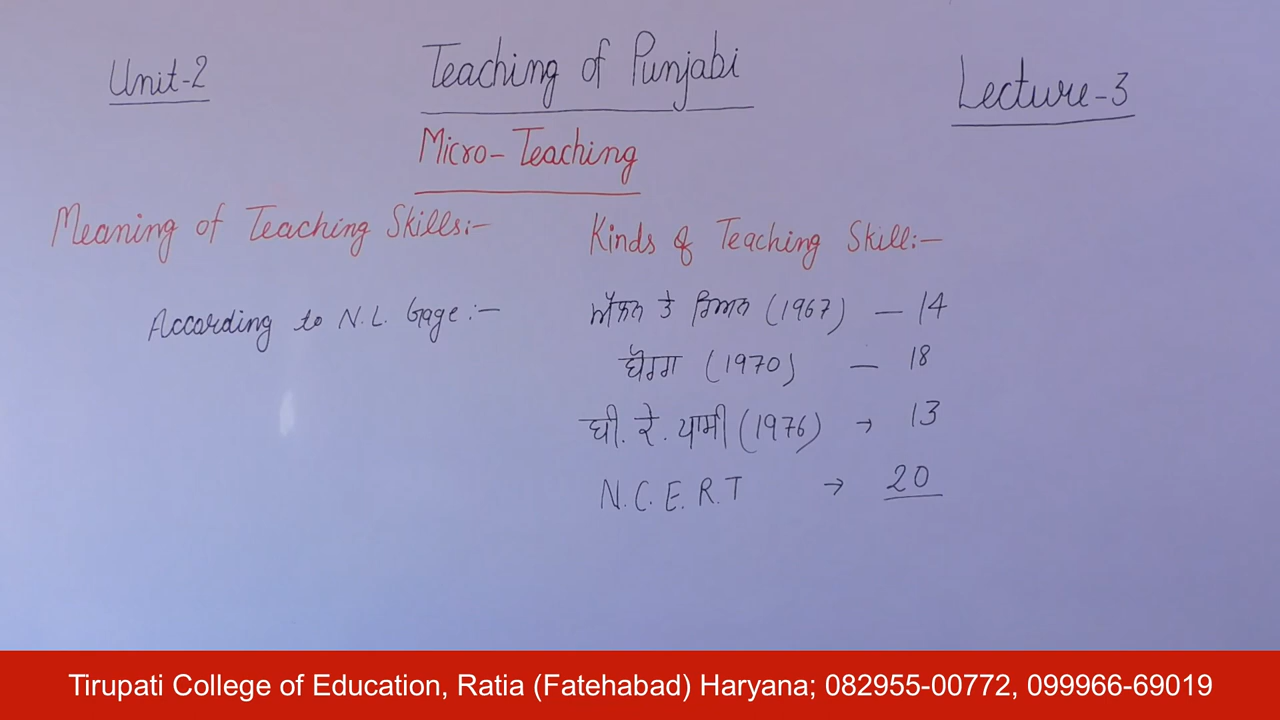 Unit-2
Teaching of Punjabi
Lecture-3
Micro-Teaching
Meaning of Teaching Skills:-
According to N.L. Gage:-
Kinds of Teaching Skill:-
ਐਲਨ ਤੇ ਰਿਆਨ (1967) - 14
ਬੋਰਗ (1970) - 18
ਬੀ. ਕੇ. ਪਾਸੀ (1976) → 13
N.C.E.R.T → 20
Tirupati College of Education, Ratia (Fatehabad) Haryana; 082955-00772, 099966-69019